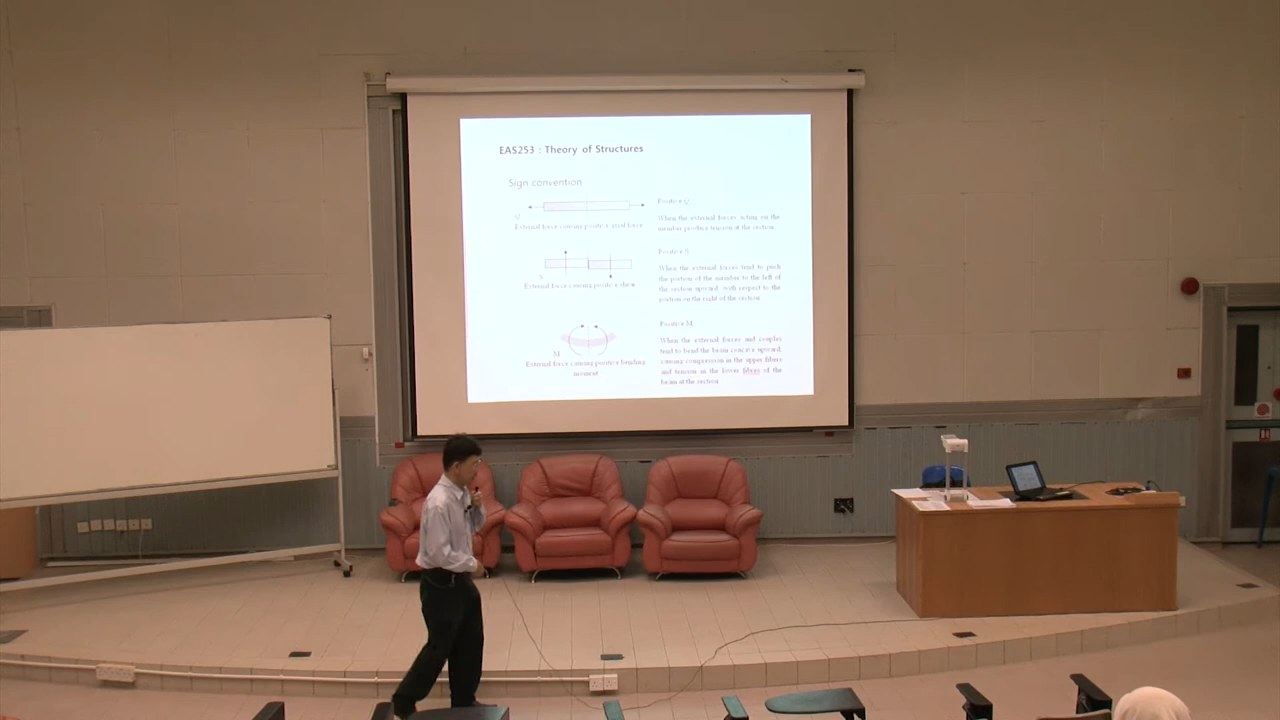 EAS253 : Theory of Structures
Sign convention
Positive Q
Q
When the external forces acting on the
member produce tension at the section
External force causing positive axial force
Positive S
When the external forces tend to push
the portion of the member to the left of
the section upward with respect to the
portion on the right of the section
S
External force causing positive shear
Positive M
When the external forces and couples
tend to bend the beam concave upward,
causing compression in the upper fibres
and tension in the lower fibres of the
beam at the section
M
External force causing positive bending
moment